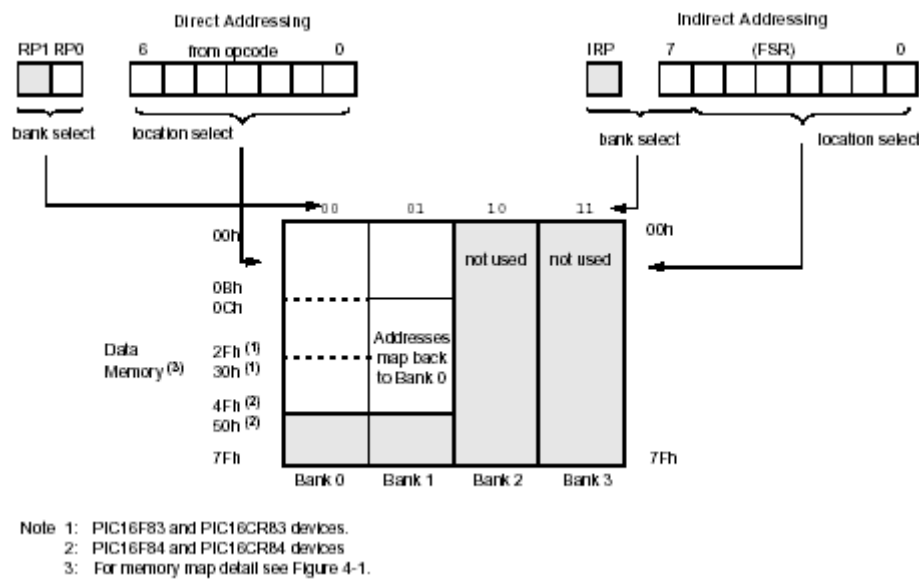 Direct Addressing
Indirect Addressing
RP1 RP0
6 from opcode 0
IRP
7 (FSR) 0
bank select
location select
bank select
location select
00 01 10 11
00h
00h
not used
not used
0Bh
0Ch
Addresses
map back
to Bank 0
Data
Memory (3)
2Fh (1)
30h (1)
4Fh (2)
50h (2)
7Fh
7Fh
Bank 0 Bank 1 Bank 2 Bank 3
Note 1: PIC16F83 and PIC16CR83 devices.
2: PIC16F84 and PIC16CR84 devices
3: For memory map detail see Figure 4-1.